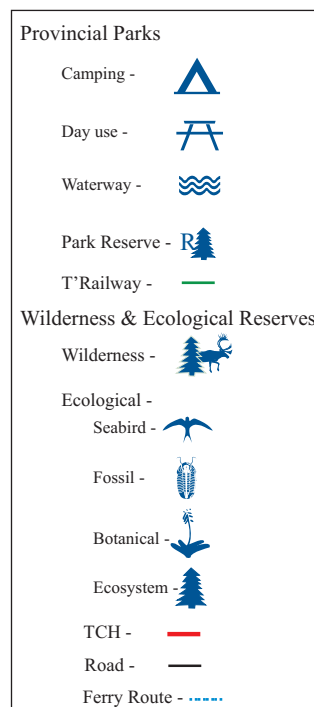 Provincial Parks
Camping -
Day use -
Waterway -
Park Reserve - R
T’Railway -
Wilderness & Ecological Reserves
Wilderness -
Ecological -
Seabird -
Fossil -
Botanical -
Ecosystem -
TCH -
Road -
Ferry Route -